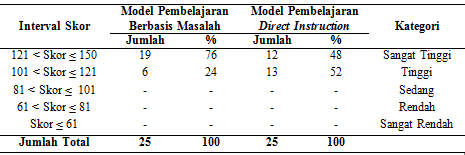 Interval Skor Model Pembelajaran Berbasis Masalah Model Pembelajaran Direct Instruction Kategori
Jumlah % Jumlah %
121 < Skor ≤ 150 19 76 12 48 Sangat Tinggi
101 < Skor ≤ 121 6 24 13 52 Tinggi
81 < Skor ≤ 101 - - - - Sedang
61 < Skor ≤ 81 - - - - Rendah
Skor ≤ 61 - - - - Sangat Rendah
Jumlah Total 25 100 25 100